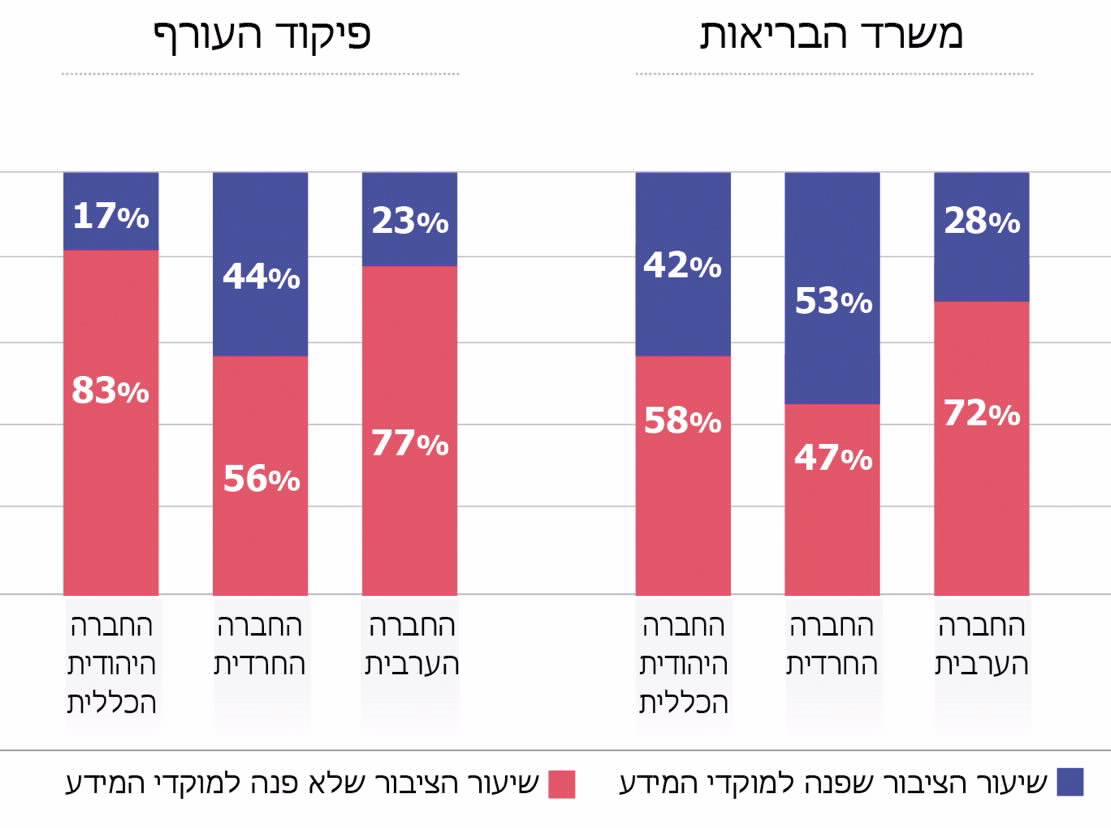 משרד הבריאות
28%
53%
42%
72%
47%
58%
החברה
הערבית
החברה
החרדית
החברה
היהודית
הכללית
פיקוד העורף
23%
44%
17%
77%
56%
83%
החברה
הערבית
החברה
החרדית
החברה
היהודית
הכללית
שיעור הציבור שפנה למוקדי המידע
שיעור הציבור שלא פנה למוקדי המידע